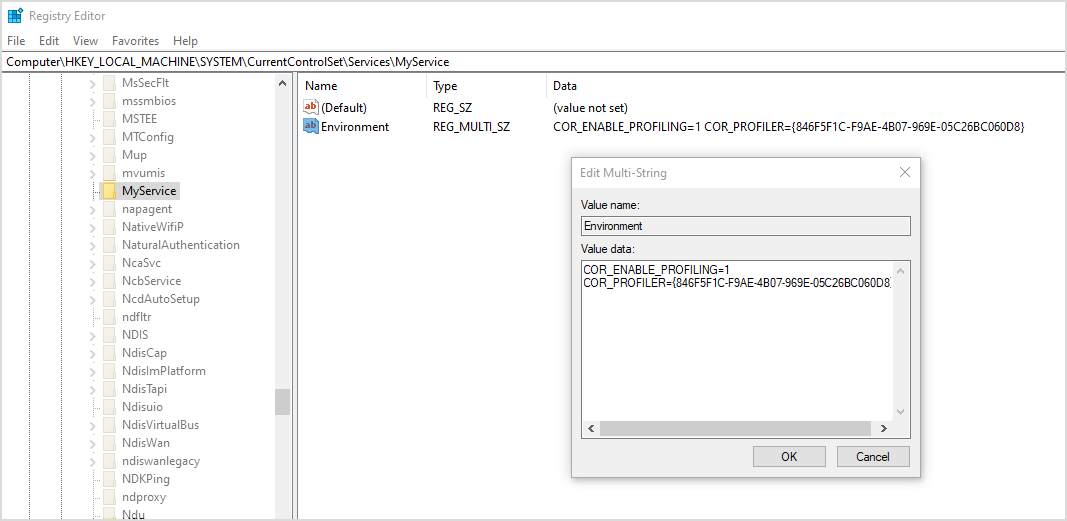 Registry Editor
File Edit View Favorites Help
Computer\HKEY_LOCAL_MACHINE\SYSTEM\CurrentControlSet\Services\MyService
MsSecFlt
mssmbios
MSTEE
MTConfig
Mup
mvumis
MyService
napagent
NativeWifiP
NaturalAuthentication
NcaSvc
NcbService
NcdAutoSetup
ndfltr
NDIS
NdisCap
NdisImPlatform
NdisTapi
Ndisuio
NdisVirtualBus
NdisWan
ndiswanlegacy
NDKPing
ndproxy
Ndu
Name Type Data
ab (Default) REG_SZ (value not set)
ab Environment REG_MULTI_SZ COR_ENABLE_PROFILING=1 COR_PROFILER={846F5F1C-F9AE-4B07-969E-05C26BC060D8}
Edit Multi-String
Value name:
Environment
Value data:
COR_ENABLE_PROFILING=1
COR_PROFILER={846F5F1C-F9AE-4B07-969E-05C26BC060D8}
OK Cancel